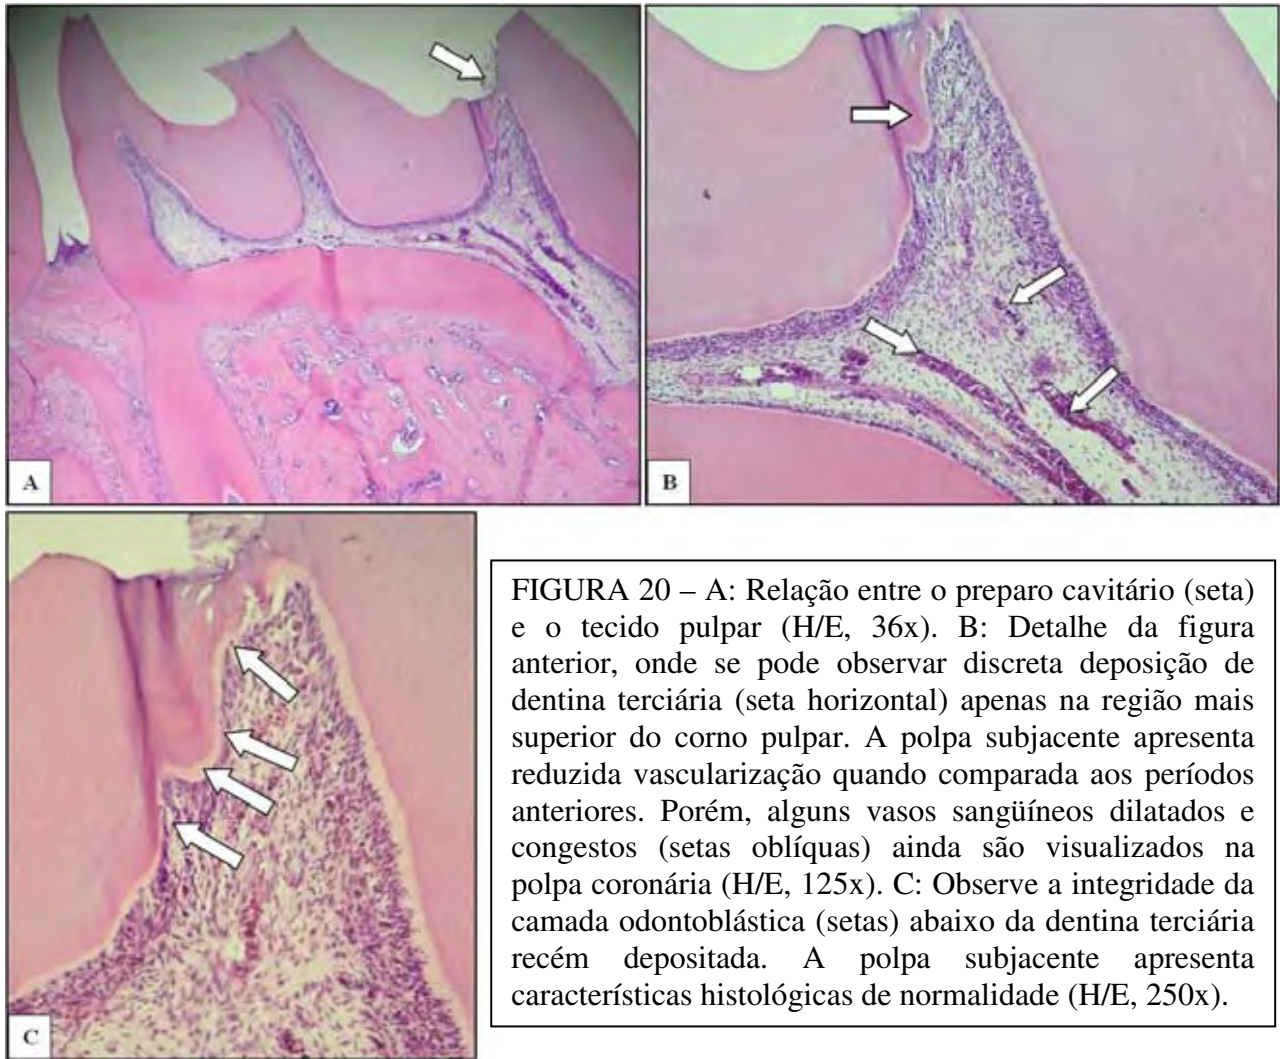 A
B
C
FIGURA 20 – A: Relação entre o preparo cavitário (seta)
e o tecido pulpar (H/E, 36x). B: Detalhe da figura
anterior, onde se pode observar discreta deposição de
dentina terciária (seta horizontal) apenas na região mais
superior do corno pulpar. A polpa subjacente apresenta
reduzida vascularização quando comparada aos períodos
anteriores. Porém, alguns vasos sangüíneos dilatados e
congestos (setas oblíquas) ainda são visualizados na
polpa coronária (H/E, 125x). C: Observe a integridade da
camada odontoblástica (setas) abaixo da dentina terciária
recém depositada. A polpa subjacente apresenta
características histológicas de normalidade (H/E, 250x).